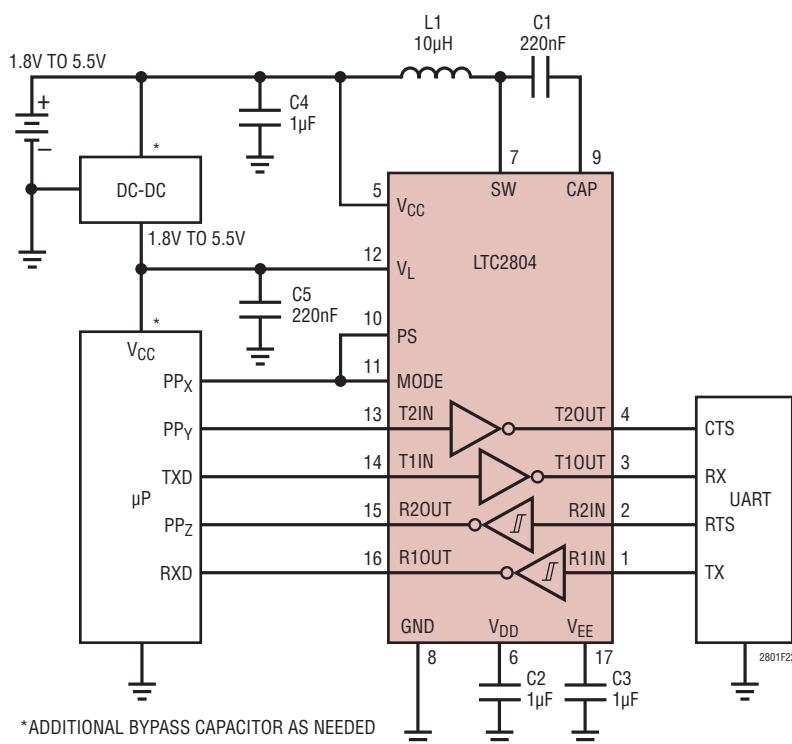 L1
10µH
C1
220nF
1.8V TO 5.5V
+
–
C4
1µF
*
DC-DC
7
9
SW
CAP
5
VCC
LTC2804
1.8V TO 5.5V
12
VL
C5
220nF
10
PS
*
VCC
PPX
11
MODE
PPY
13
T2IN
T2OUT
4
CTS
TXD
14
T1IN
T1OUT
3
RX
µP
UART
PPZ
15
R2OUT
R2IN
2
RTS
RXD
16
R1OUT
R1IN
1
TX
GND
VDD
VEE
8
6
17
C2
1µF
C3
1µF
2801F22
*ADDITIONAL BYPASS CAPACITOR AS NEEDED